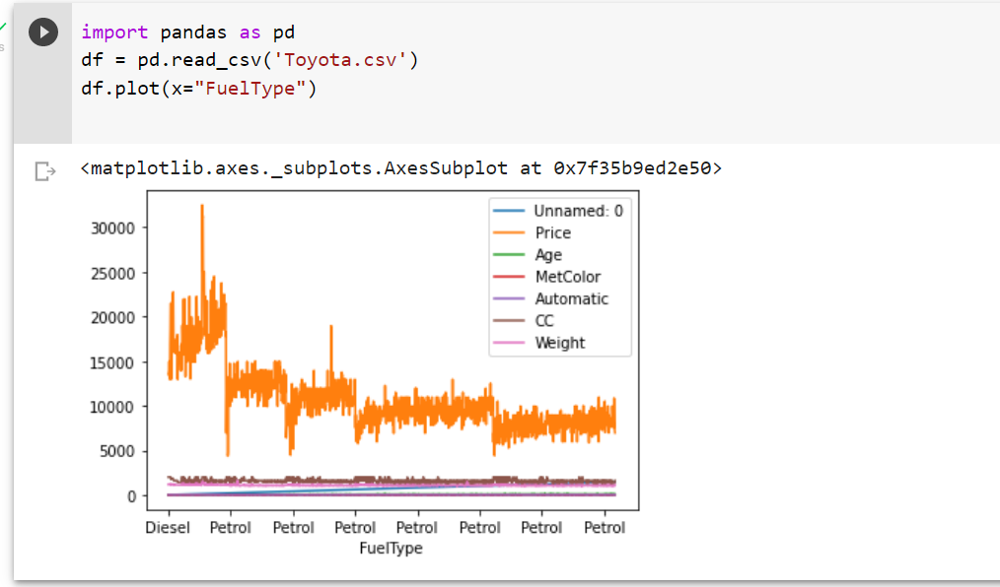 import pandas as pd
df = pd.read_csv('Toyota.csv')
df.plot(x="FuelType")
<matplotlib.axes._subplots.AxesSubplot at 0x7f35b9ed2e50>
Unnamed: 0
Price
Age
MetColor
Automatic
CC
Weight
30000
25000
20000
15000
10000
5000
0
Diesel Petrol Petrol Petrol Petrol Petrol Petrol Petrol
FuelType